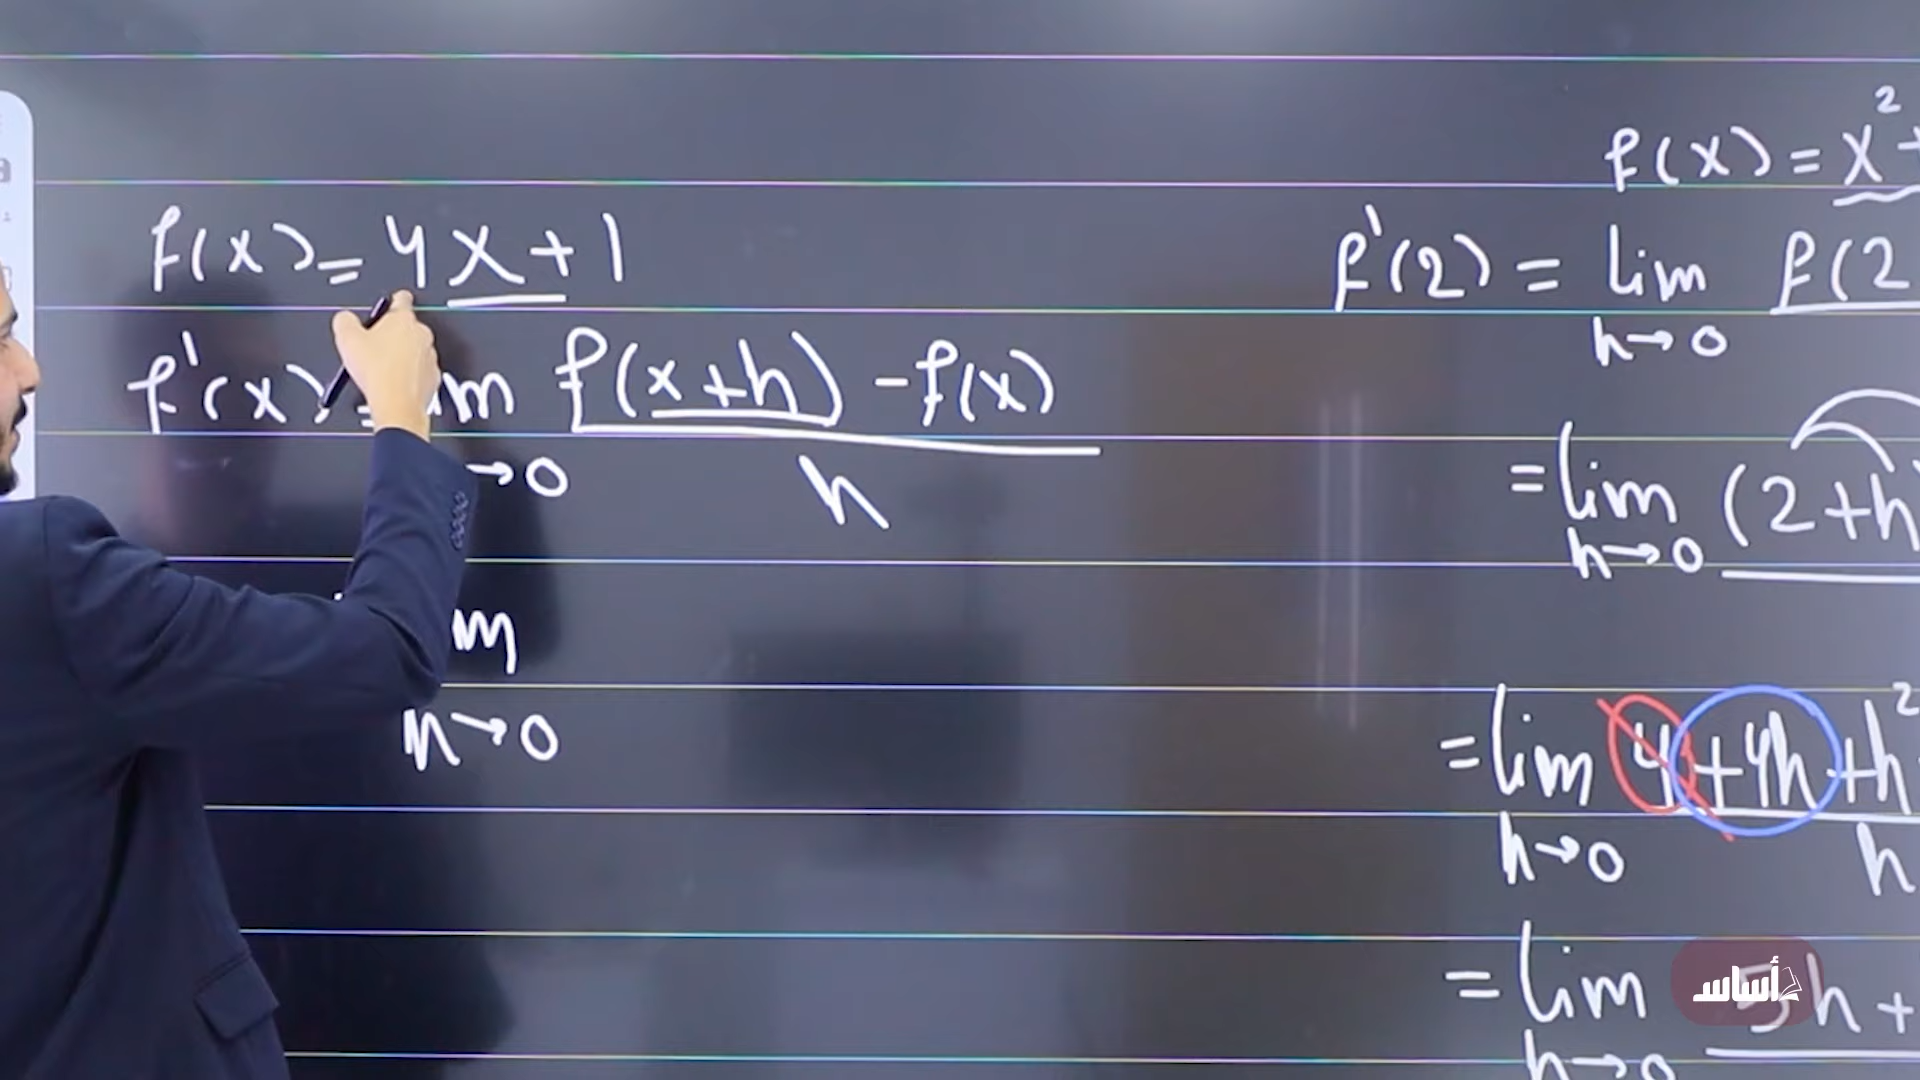 f(x) = 4x + 1
f'(x) = lim f(x+h) - f(x)
→0 h
m
h→0
f(x) = x² +
f'(2) = lim f(2
h→0
= lim (2+h
h→0
= lim 4 + 4h + h²
h→0 h
= lim 5h +
h→0
أساس